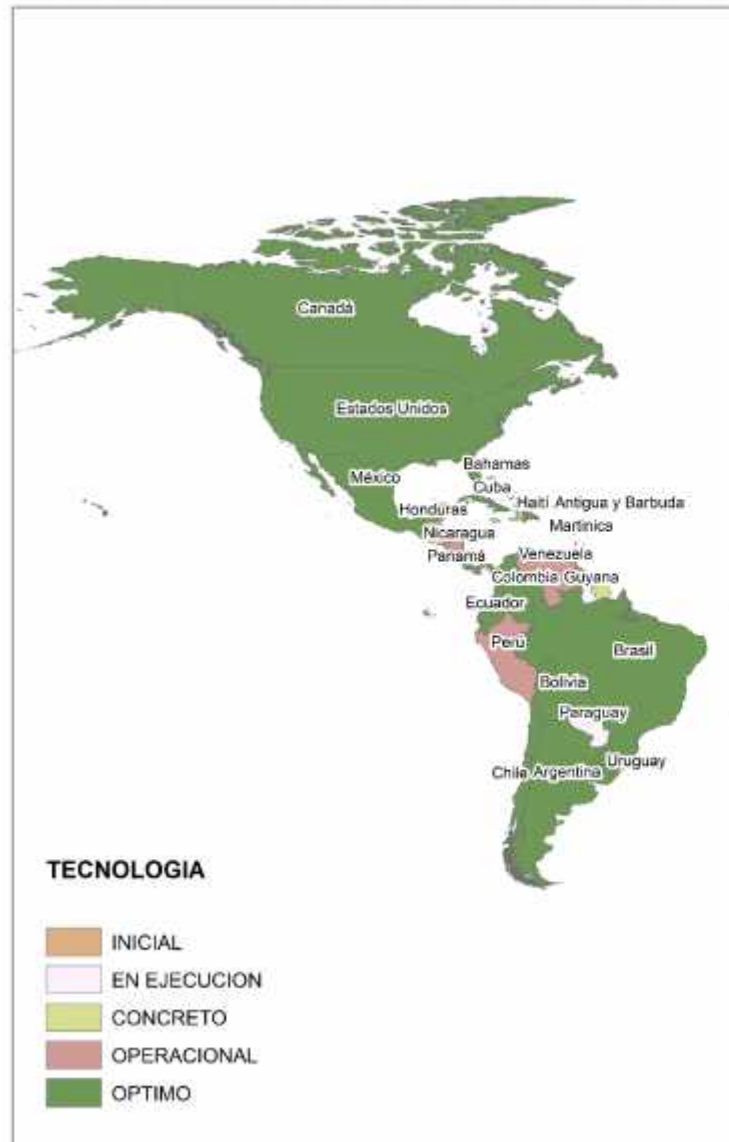 Canadá
Estados Unidos
México
Bahamas
Cuba
Honduras
Haití Antigua y Barbuda
Nicaragua
Martinica
Panamá
Venezuela
Colombia Guyana
Ecuador
Perú
Brasil
Bolivia
Paraguay
Uruguay
Chile Argentina
TECNOLOGIA
INICIAL
EN EJECUCION
CONCRETO
OPERACIONAL
OPTIMO